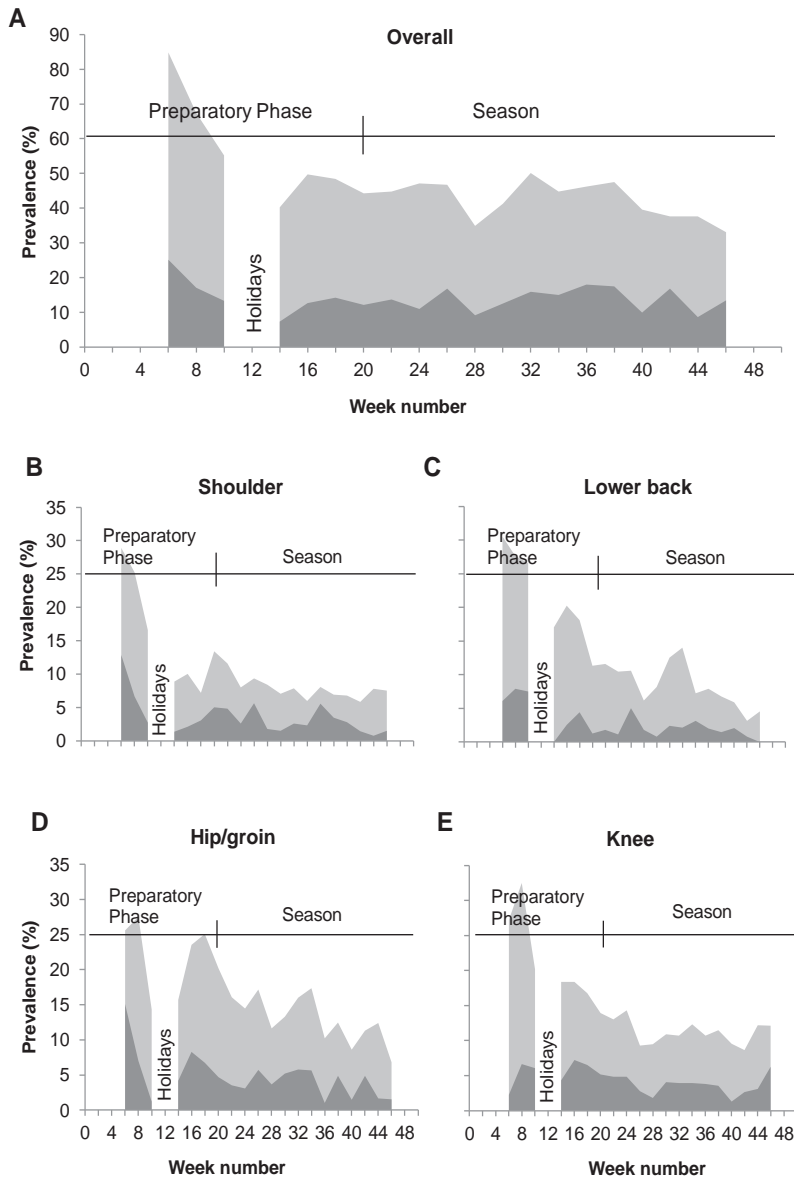 A
Overall
90
80
70
60
50
40
30
20
10
0
Prevalence (%)
Preparatory Phase
Season
Holidays
0 4 8 12 16 20 24 28 32 36 40 44 48
Week number
B
Shoulder
35
30
25
20
15
10
5
0
Prevalence (%)
Preparatory
Phase
Season
Holidays
C
Lower back
Preparatory
Phase
Season
Holidays
D
Hip/groin
35
30
25
20
15
10
5
0
Prevalence (%)
Preparatory
Phase
Season
Holidays
0 4 8 12 16 20 24 28 32 36 40 44 48
Week number
E
Knee
Preparatory
Phase
Season
Holidays
0 4 8 12 16 20 24 28 32 36 40 44 48
Week number